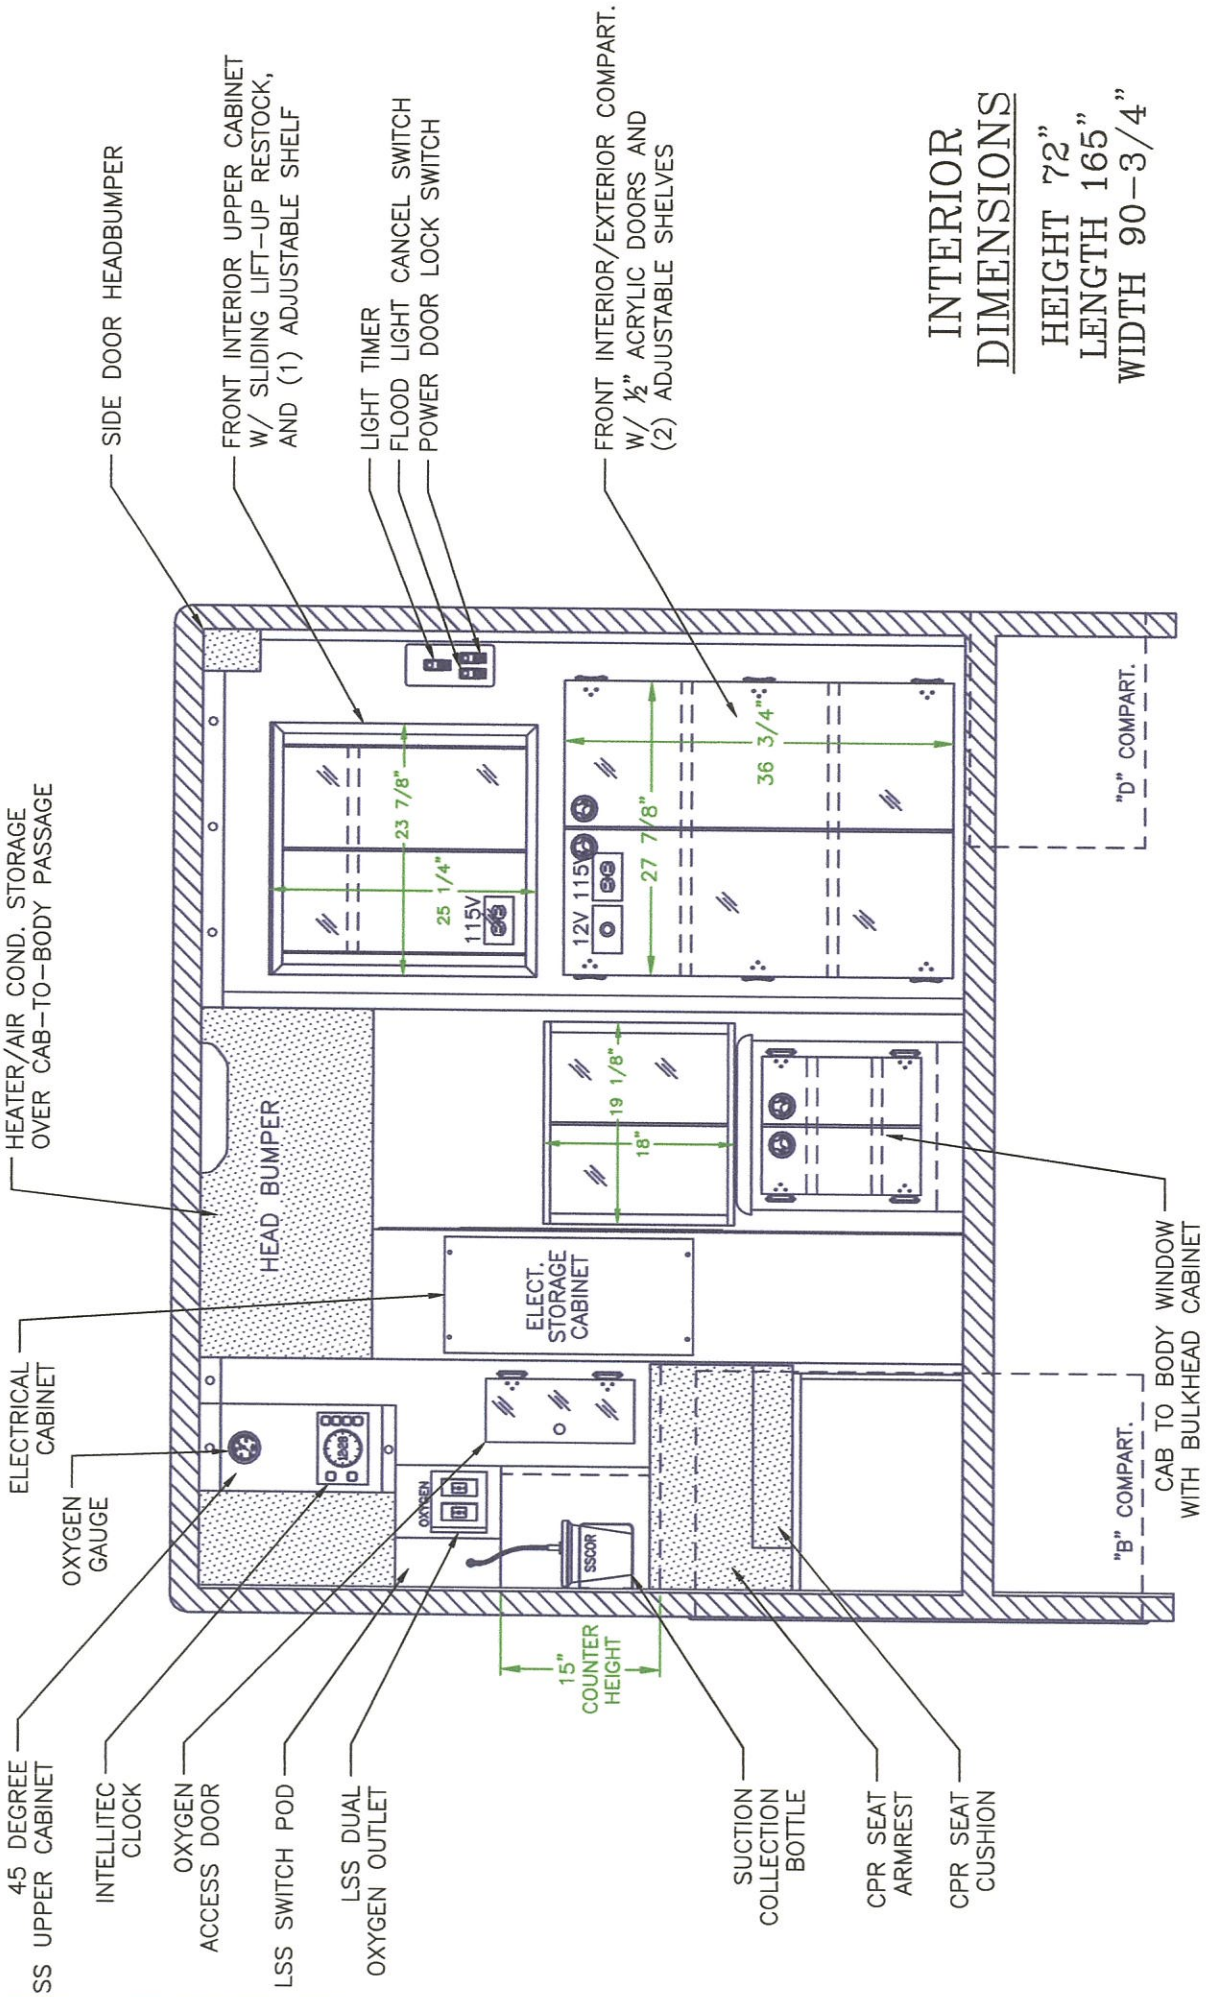 HEATER/AIR COND. STORAGE
OVER CAB-TO-BODY PASSAGE
ELECTRICAL
CABINET
OXYGEN
GAUGE
45 DEGREE
SS UPPER CABINET
INTELLITEC
CLOCK
OXYGEN
ACCESS DOOR
LSS SWITCH POD
LSS DUAL
OXYGEN OUTLET
SUCTION
COLLECTION
BOTTLE
CPR SEAT
ARMREST
CPR SEAT
CUSHION
SIDE DOOR HEADBUMPER
FRONT INTERIOR UPPER CABINET
W/ SLIDING LIFT-UP RESTOCK,
AND (1) ADJUSTABLE SHELF
LIGHT TIMER
FLOOD LIGHT CANCEL SWITCH
POWER DOOR LOCK SWITCH
FRONT INTERIOR/EXTERIOR COMPART.
W/ ½" ACRYLIC DOORS AND
(2) ADJUSTABLE SHELVES
HEAD BUMPER
OXYGEN
SSCOR
15"
COUNTER
HEIGHT
ELECT.
STORAGE
CABINET
19 1/8"
18"
23 7/8"
25 1/4"
115V
12V 115V
27 7/8"
36 3/4"
"B" COMPART.
"D" COMPART.
CAB TO BODY WINDOW
WITH BULKHEAD CABINET
INTERIOR
DIMENSIONS
HEIGHT 72"
LENGTH 165"
WIDTH 90-3/4"